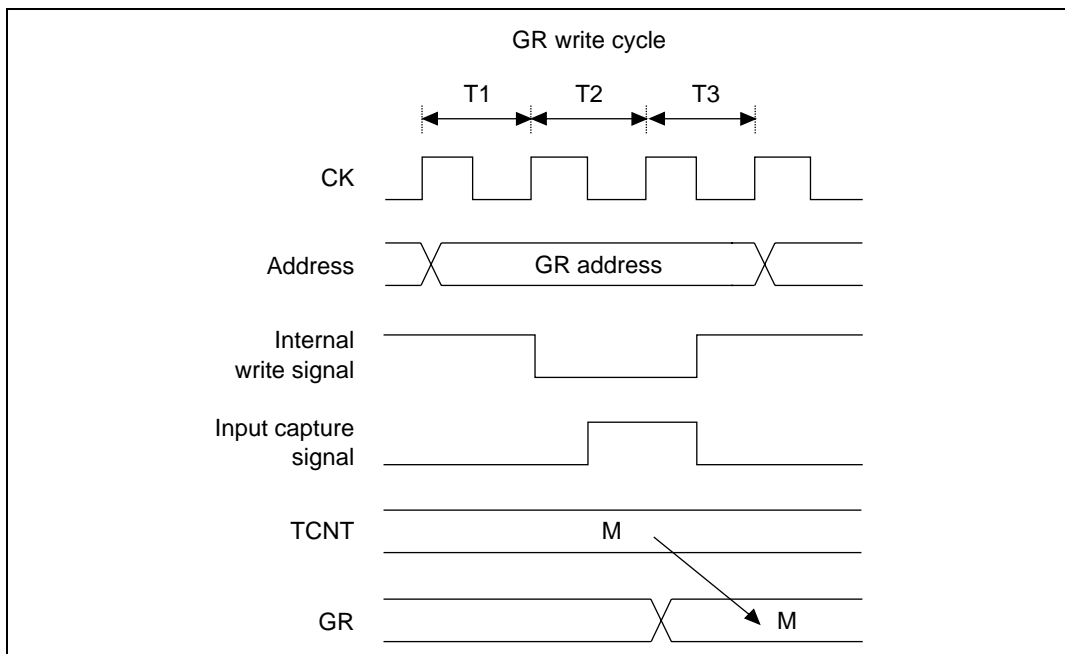 GR write cycle
T1 T2 T3
CK
Address GR address
Internal
write signal
Input capture
signal
TCNT M
GR M